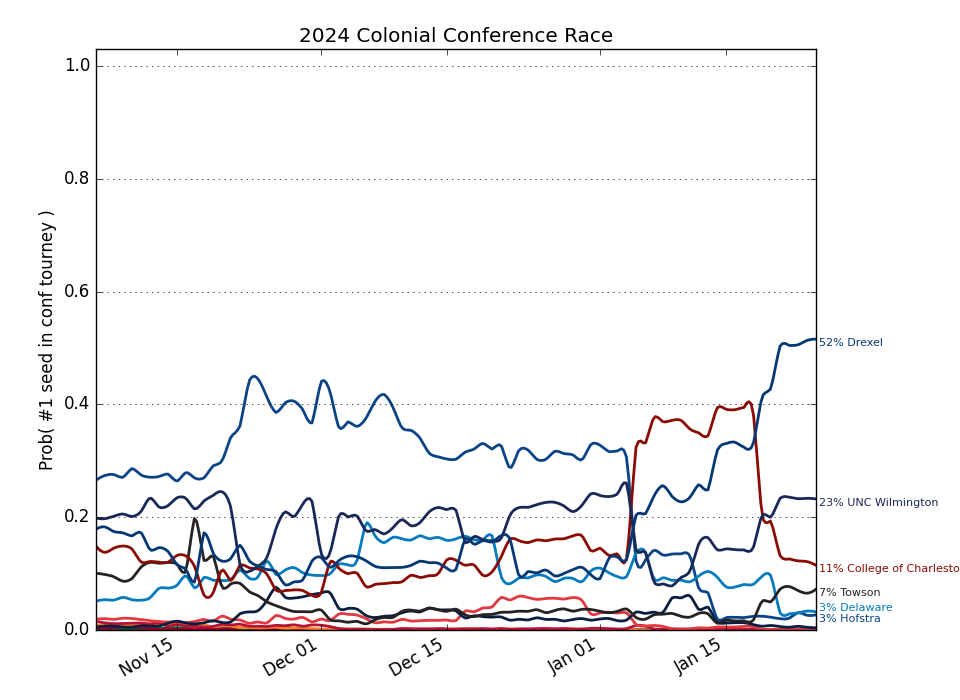 2024 Colonial Conference Race
Prob( #1 seed in conf tourney )
1.0
0.8
0.6
0.4
0.2
0.0
Nov 15
Dec 01
Dec 15
Jan 01
Jan 15
52% Drexel
23% UNC Wilmington
11% College of Charlesto
7% Towson
3% Delaware
3% Hofstra